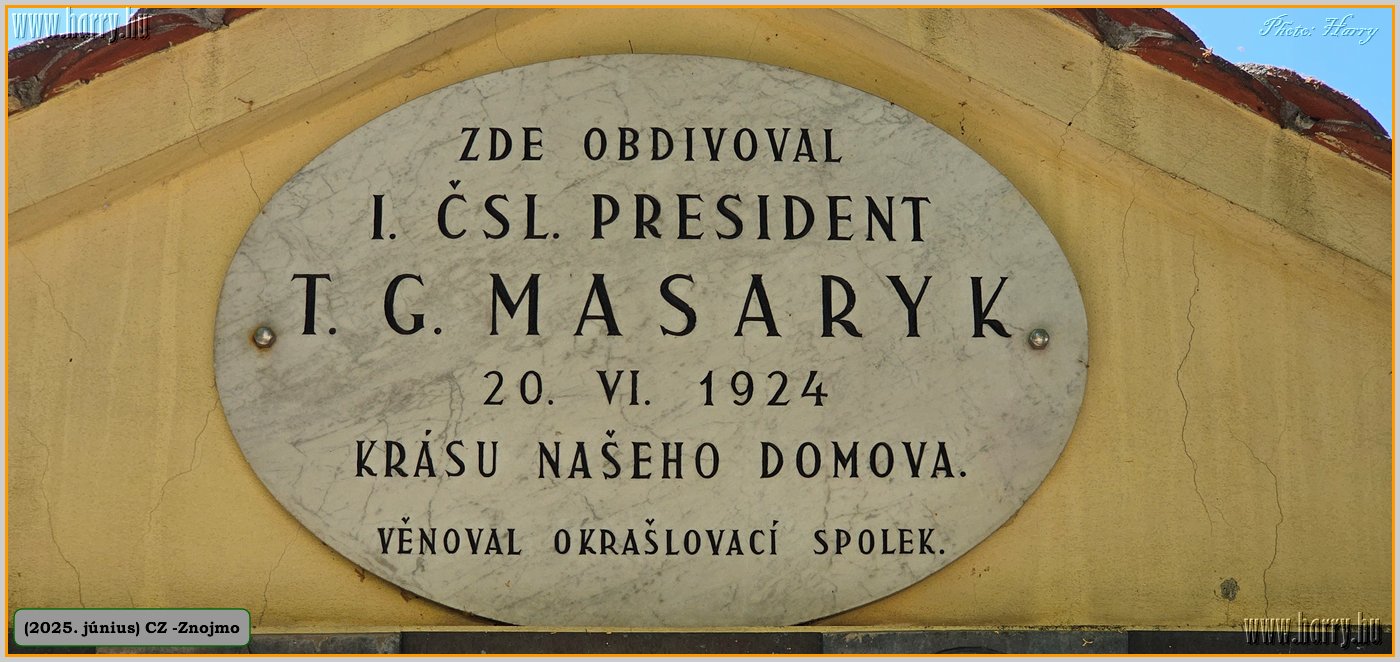 www.harry.hu
Photo: Harry
ZDE OBDIVOVAL
I. ČSL. PRESIDENT
T. G. MASARYK
20. VI. 1924
KRÁSU NAŠEHO DOMOVA.
VĚNOVAL OKRAŠLOVACÍ SPOLEK.
(2025. június) CZ -Znojmo
www.harry.hu